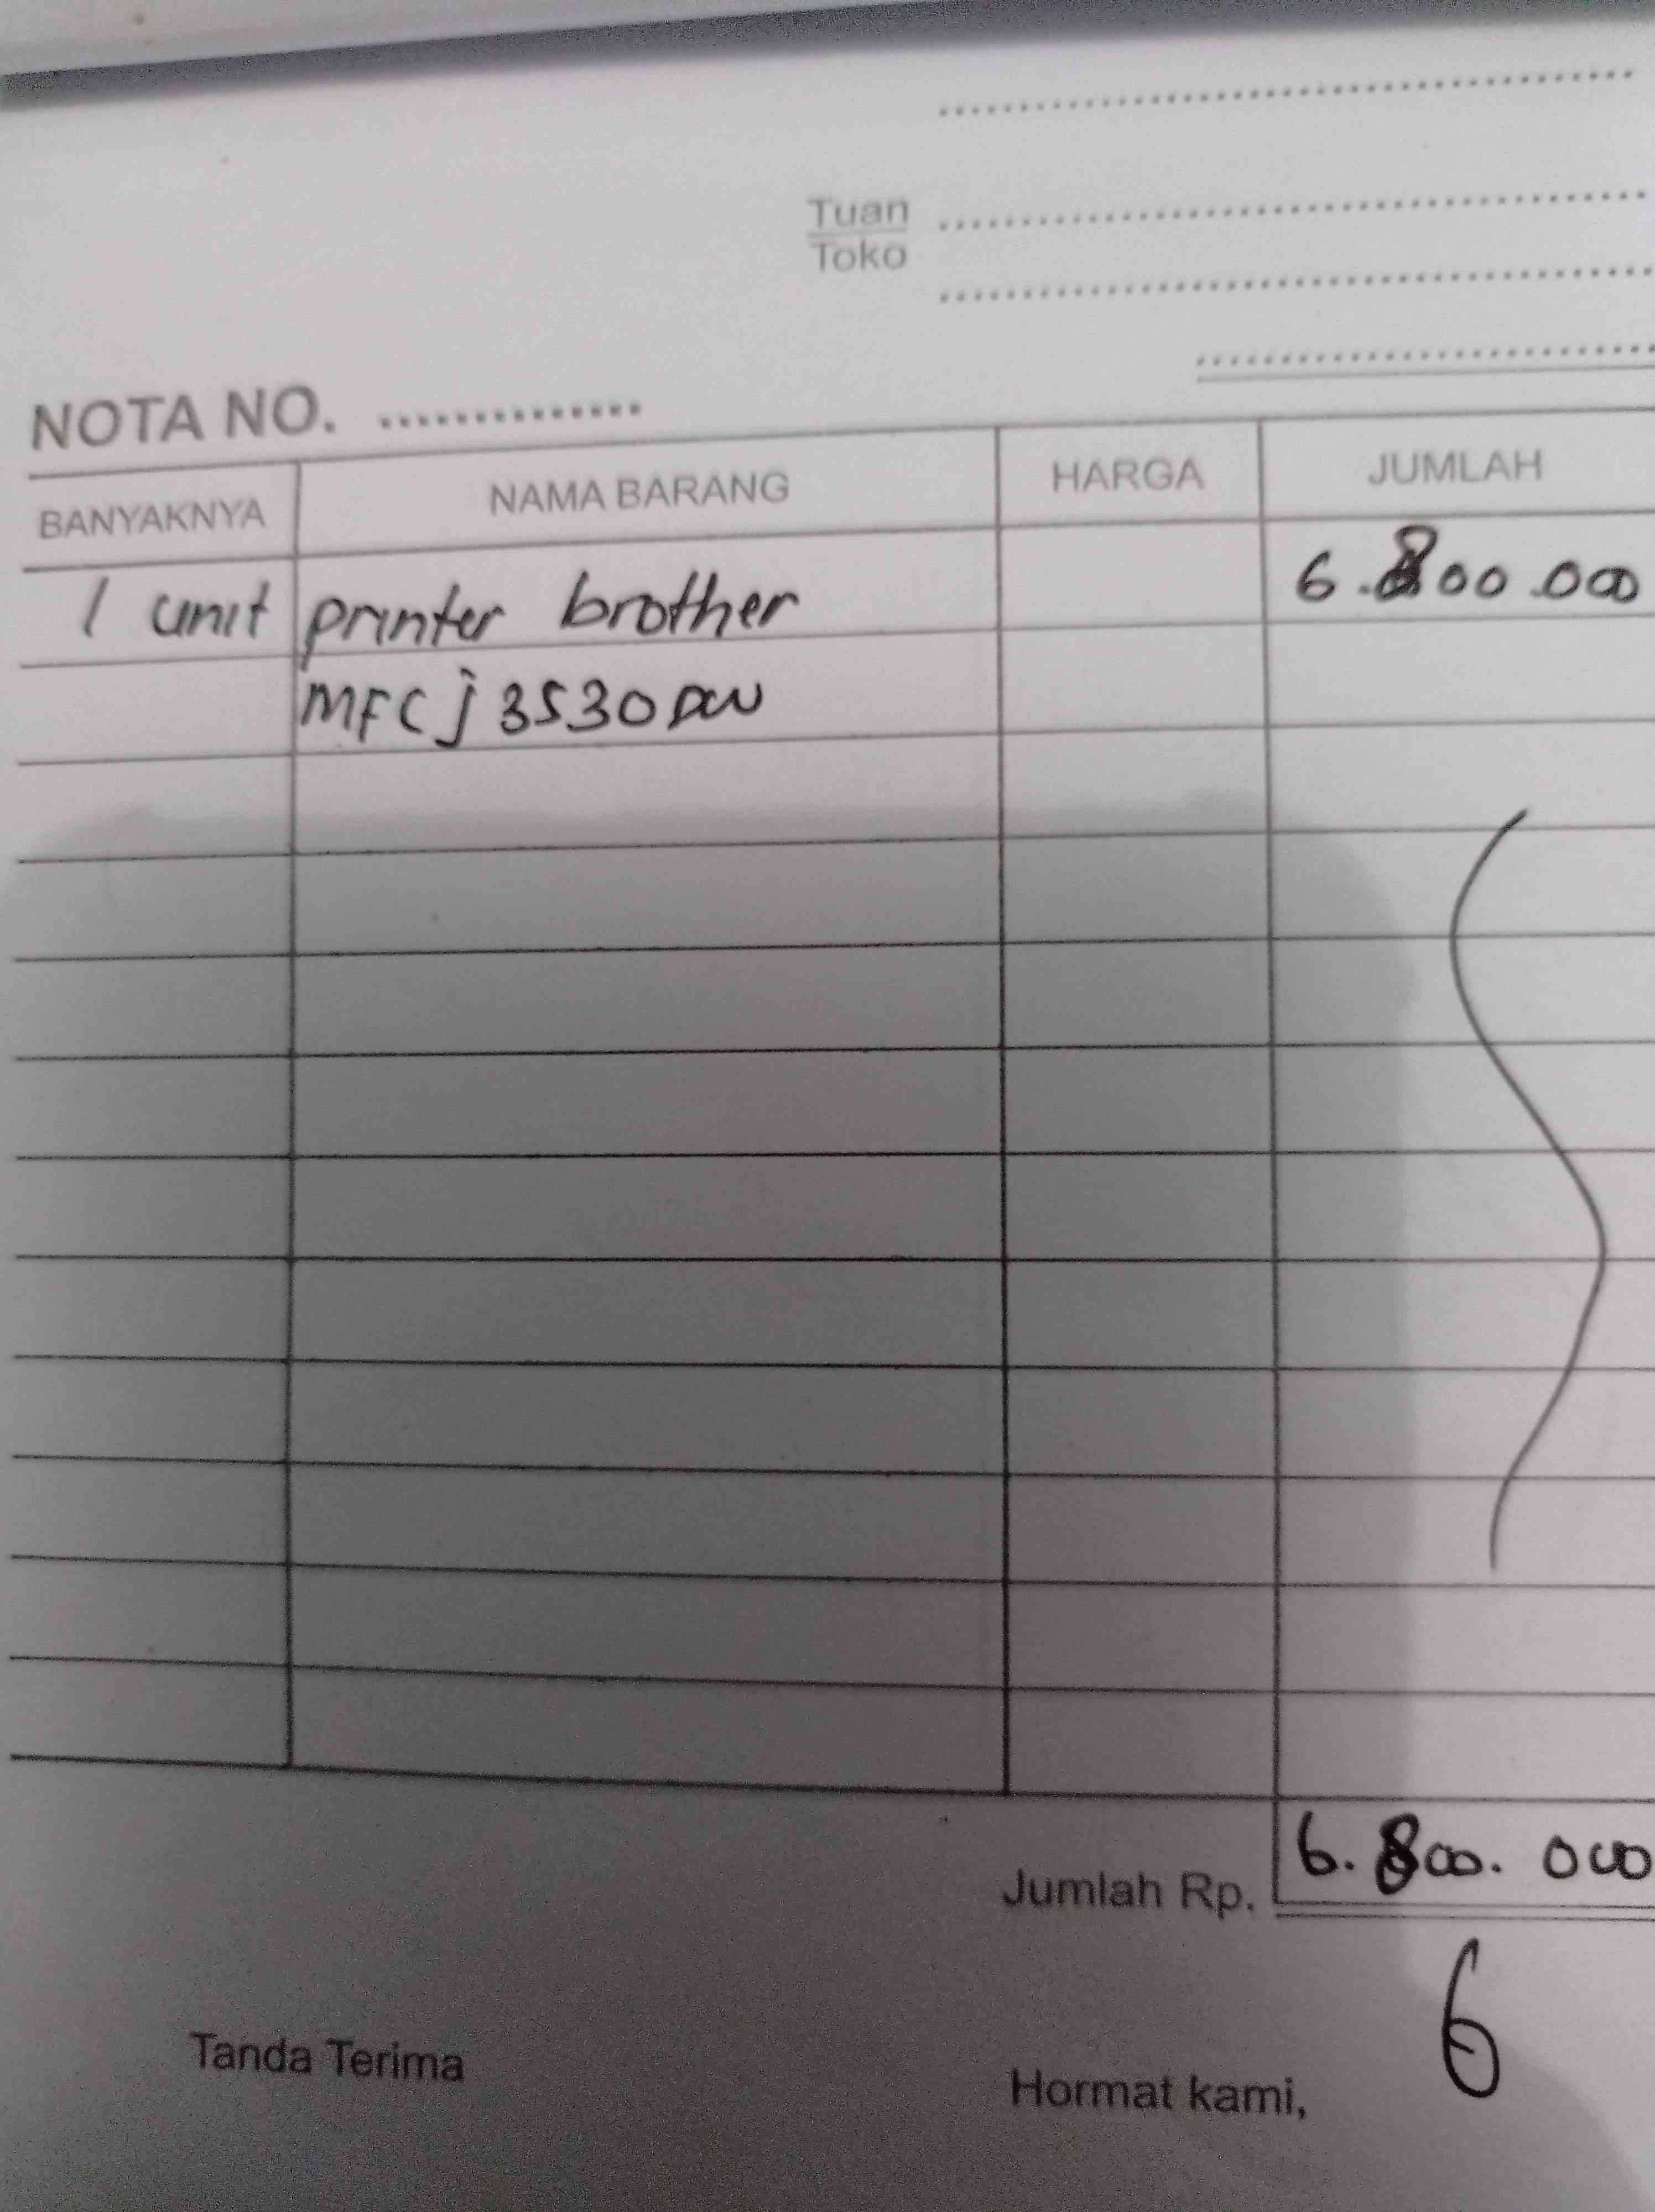 Tuan
Toko
NOTA NO.
BANYAKNYA NAMA BARANG HARGA JUMLAH
1 unit printer brother 6.800.000
MFC j 3530 DW
Jumlah Rp. 6.800.000
6
Tanda Terima
Hormat kami,